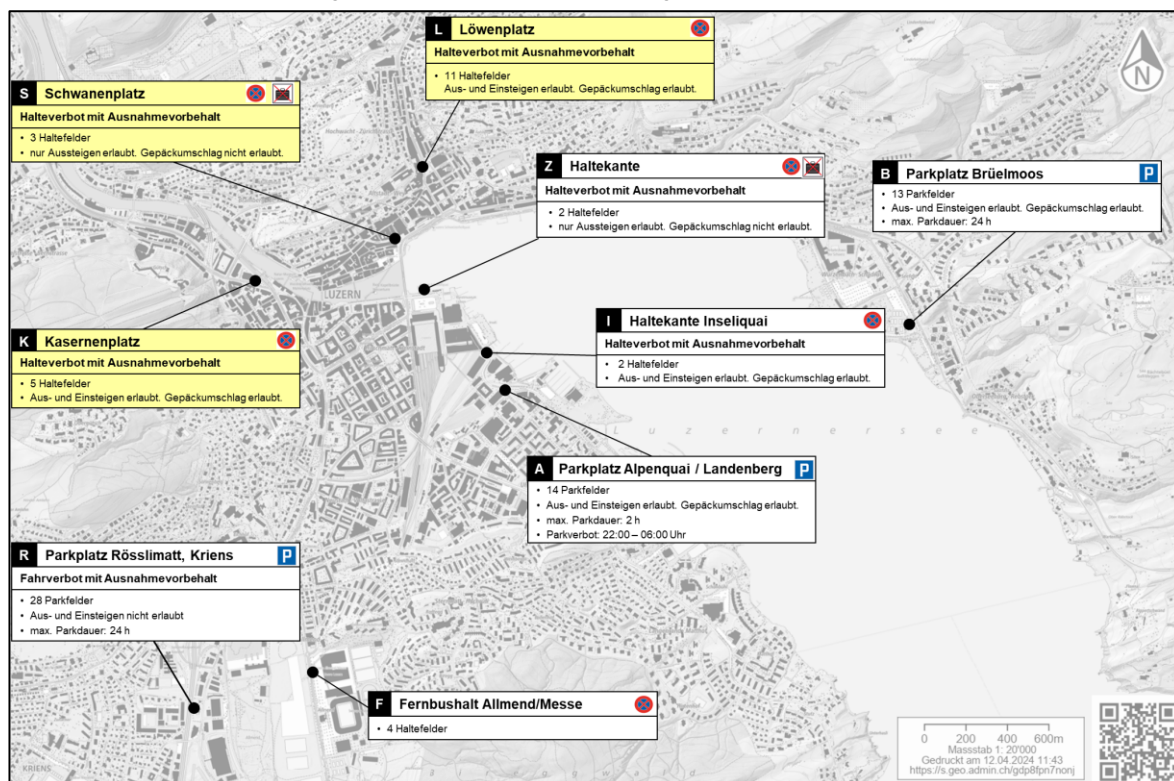 L Löwenplatz
Halteverbot mit Ausnahmevorbehalt
• 11 Haltefelder
Aus- und Einsteigen erlaubt. Gepäckumschlag erlaubt.
S Schwanenplatz
Halteverbot mit Ausnahmevorbehalt
• 3 Haltefelder
• nur Aussteigen erlaubt. Gepäckumschlag nicht erlaubt.
Z Haltekante
Halteverbot mit Ausnahmevorbehalt
• 2 Haltefelder
• nur Aussteigen erlaubt. Gepäckumschlag nicht erlaubt.
B Parkplatz Brüelmoos P
• 13 Parkfelder
• Aus- und Einsteigen erlaubt. Gepäckumschlag erlaubt.
• max. Parkdauer: 24 h
N
LUZERN
K Kasernenplatz
Halteverbot mit Ausnahmevorbehalt
• 5 Haltefelder
• Aus- und Einsteigen erlaubt. Gepäckumschlag erlaubt.
I Haltekante Inseliquai
Halteverbot mit Ausnahmevorbehalt
• 2 Haltefelder
• Aus- und Einsteigen erlaubt. Gepäckumschlag erlaubt.
Luzernersee
A Parkplatz Alpenquai / Landenberg P
• 14 Parkfelder
• Aus- und Einsteigen erlaubt. Gepäckumschlag erlaubt.
• max. Parkdauer: 2 h
• Parkverbot: 22:00 – 06:00 Uhr
R Parkplatz Rösslimatt, Kriens P
Fahrverbot mit Ausnahmevorbehalt
• 28 Parkfelder
• Aus- und Einsteigen nicht erlaubt
• max. Parkdauer: 24 h
F Fernbushalt Allmend/Messe
• 4 Haltefelder
KRIENS
0 200 400 600m
Massstab 1: 20'000
Gedruckt am 12.04.2024 11:43
https://s.geo.admin.ch/gdp8fpn7nonj